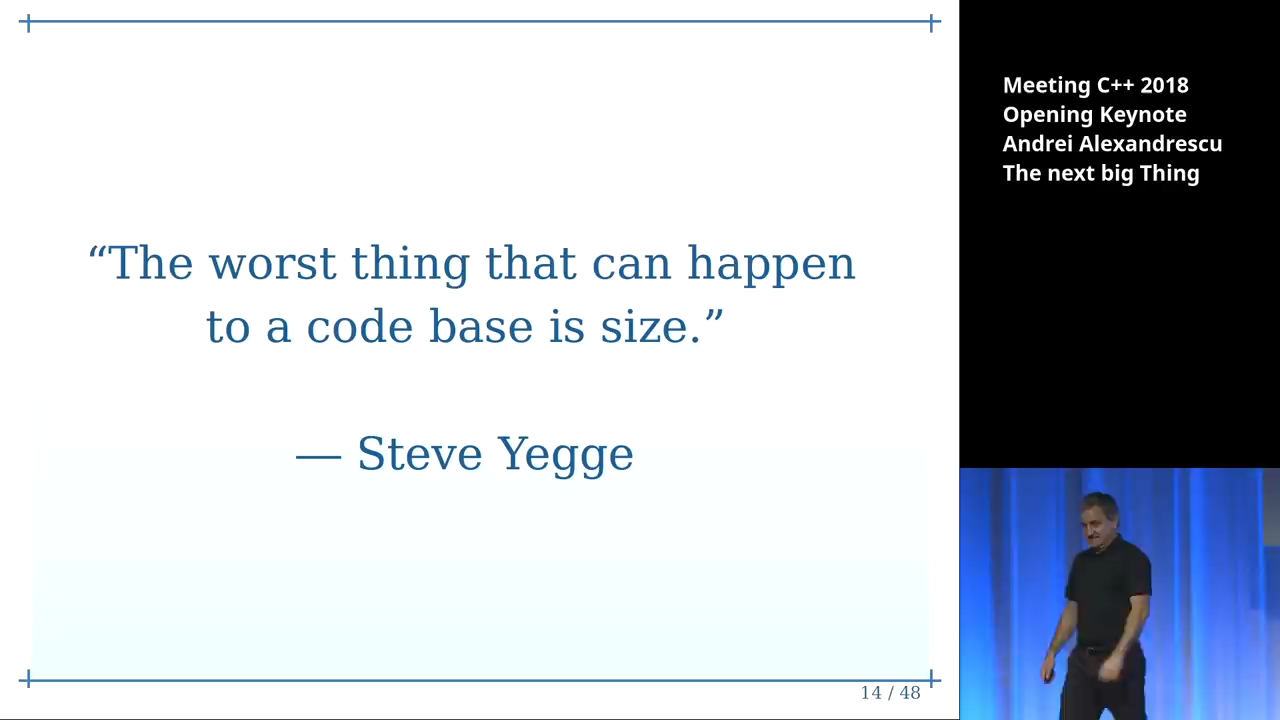 “The worst thing that can happen
to a code base is size.”
— Steve Yegge
14 / 48
Meeting C++ 2018
Opening Keynote
Andrei Alexandrescu
The next big Thing